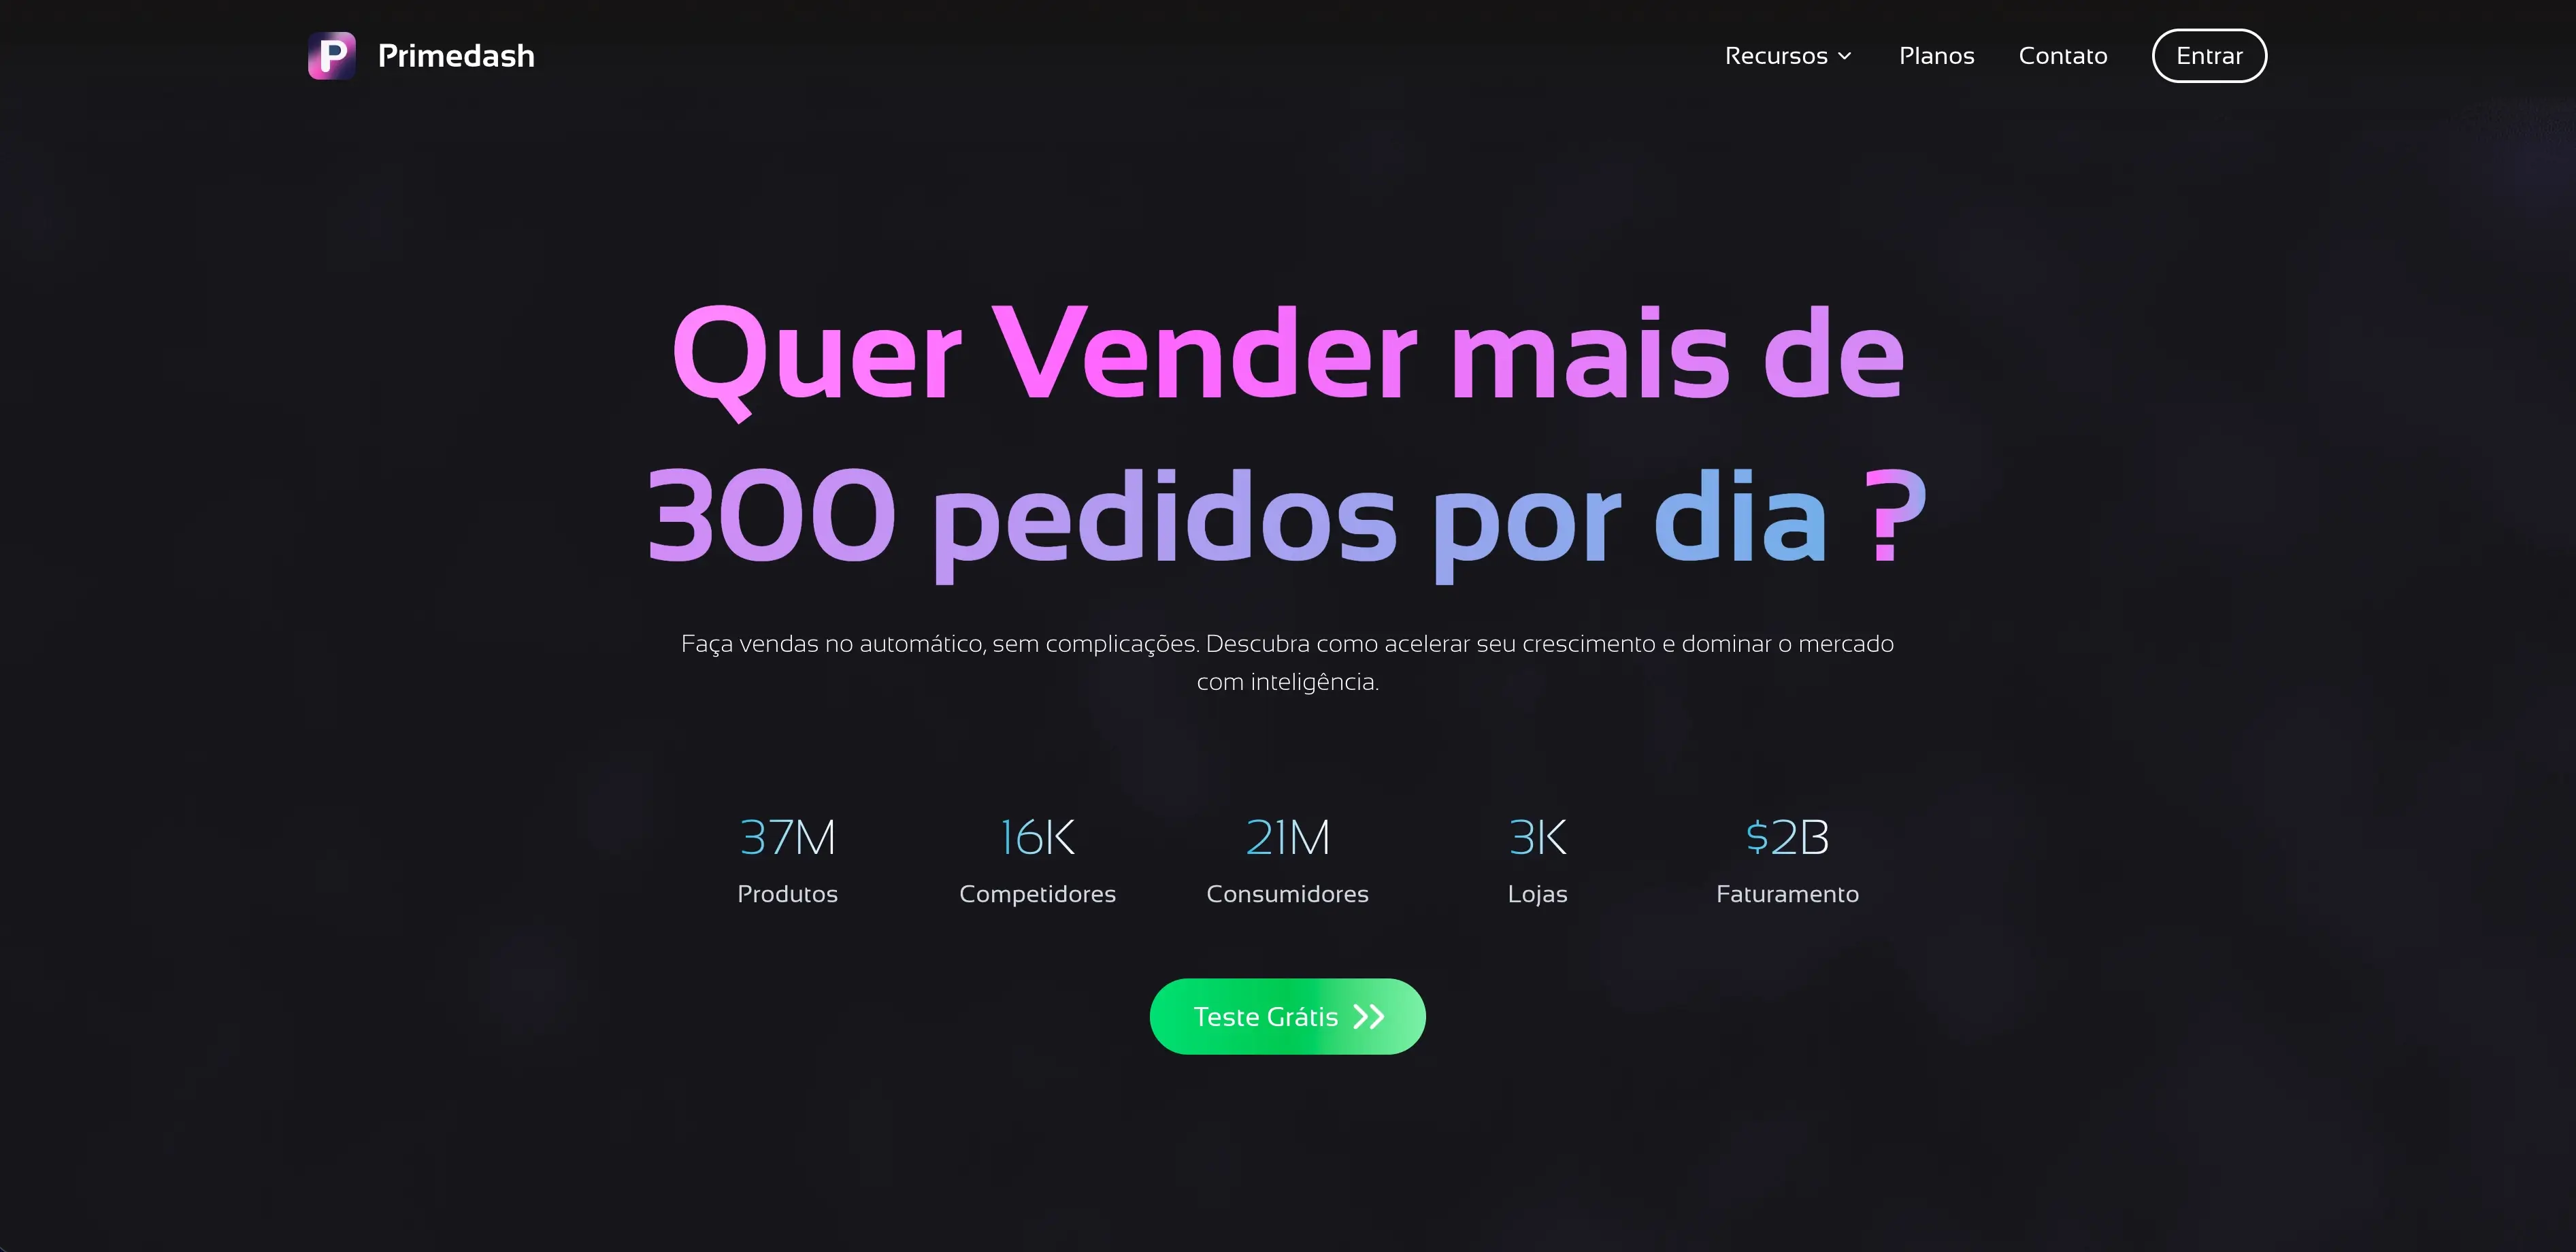 Primedash
Recursos
Planos
Contato
Entrar
Quer Vender mais de
300 pedidos por dia ?
Faça vendas no automático, sem complicações. Descubra como acelerar seu crescimento e dominar o mercado
com inteligência.
37M
Produtos
16K
Competidores
21M
Consumidores
3K
Lojas
$2B
Faturamento
Teste Grátis